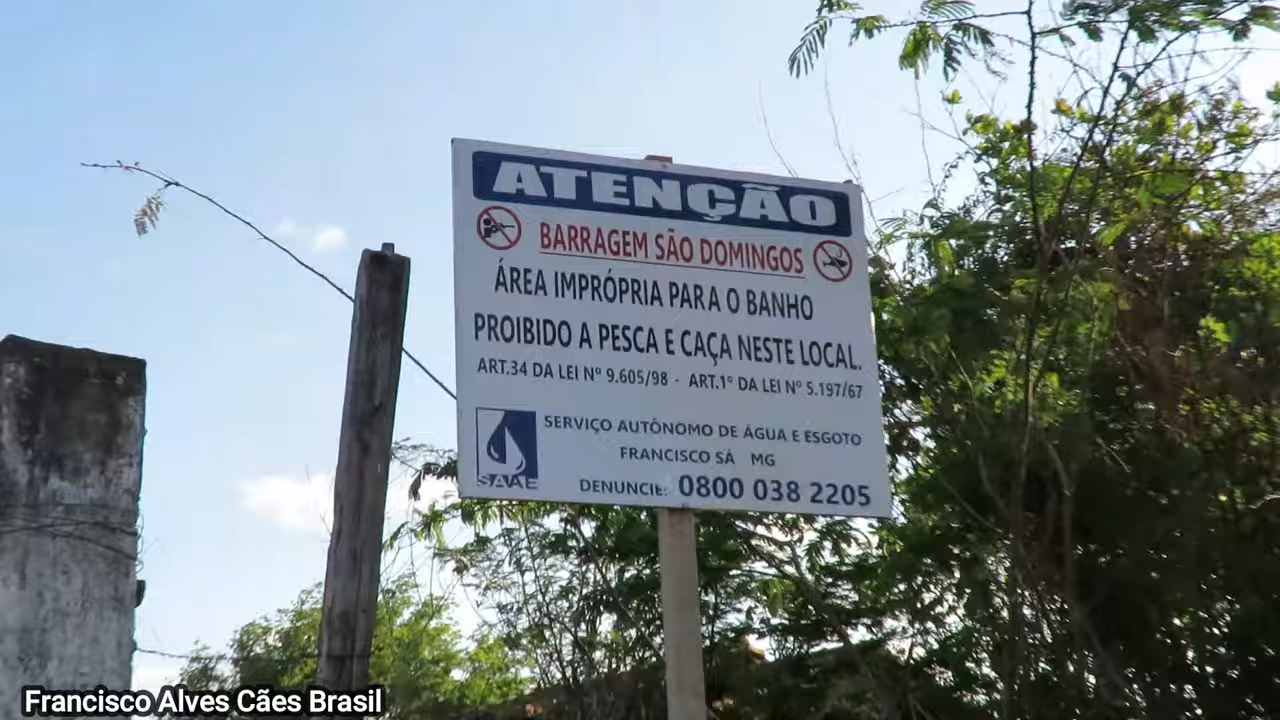 ATENÇÃO
BARRAGEM SÃO DOMINGOS
ÁREA IMPRÓPRIA PARA O BANHO
PROIBIDO A PESCA E CAÇA NESTE LOCAL.
ART.34 DA LEI Nº 9.605/98 - ART.1º DA LEI Nº 5.197/67
SERVIÇO AUTÔNOMO DE ÁGUA E ESGOTO
FRANCISCO SÁ MG
SAAE
DENUNCIE: 0800 038 2205
Francisco Alves Cães Brasil